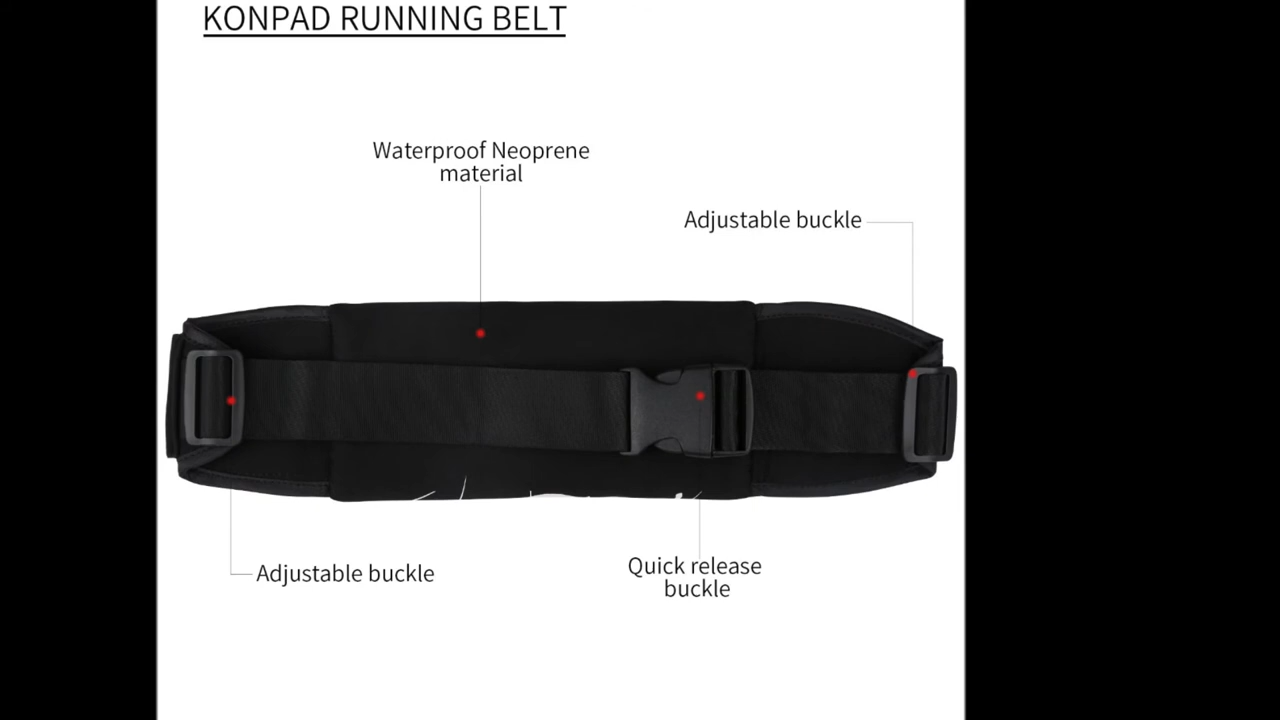 KONPAD RUNNING BELT
Waterproof Neoprene
material
Adjustable buckle
Adjustable buckle
Quick release
buckle